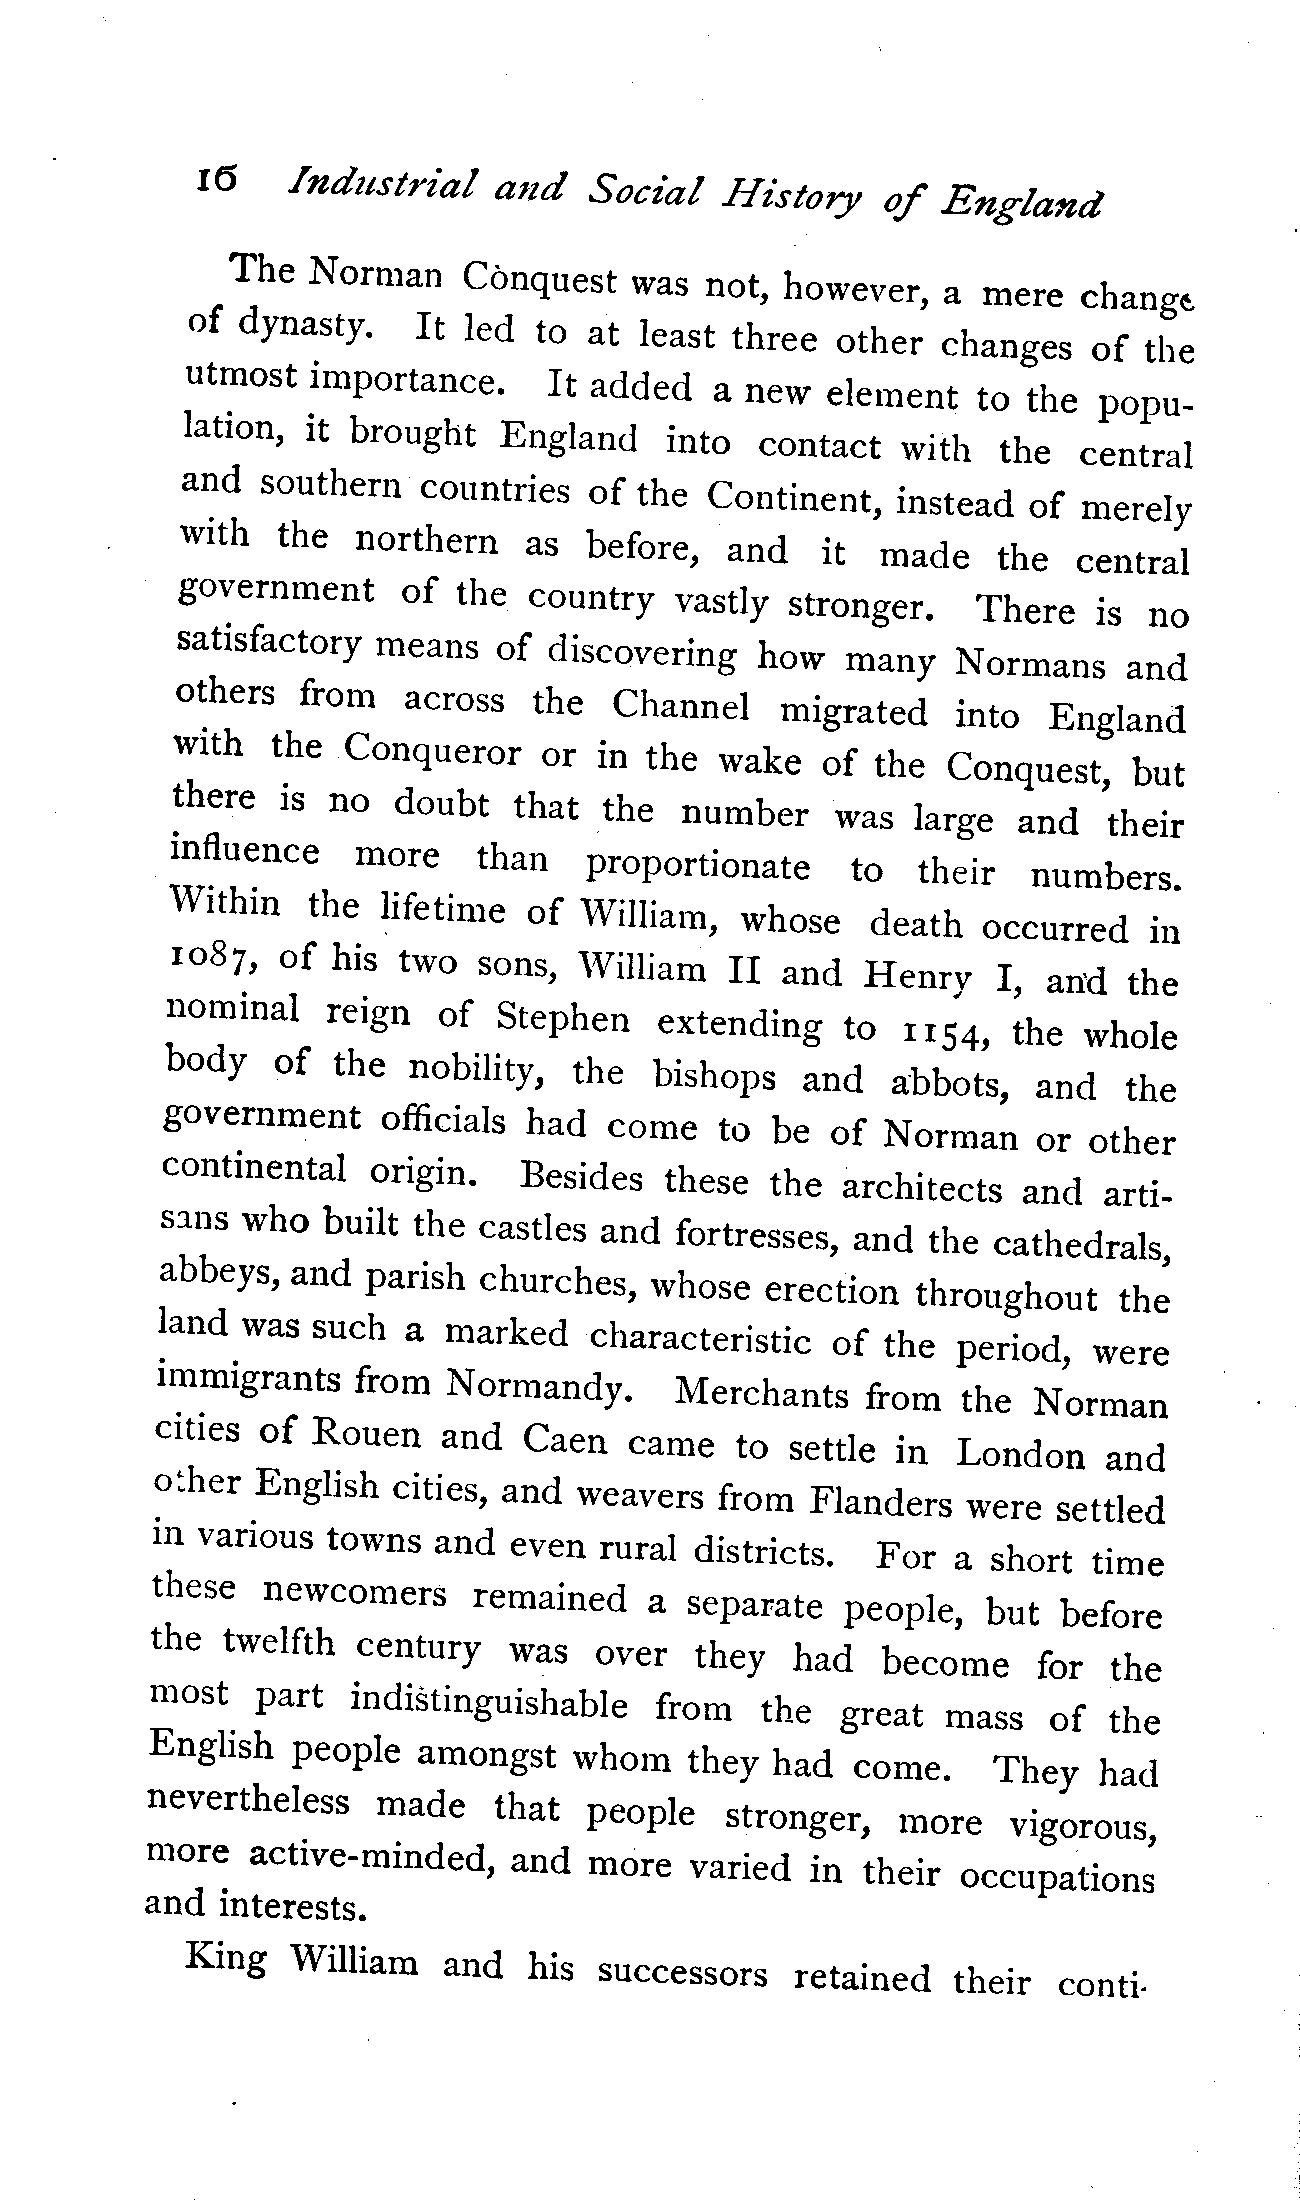 16 Industrial and Social History of England
The Norman Conquest was not, however, a mere change
of dynasty. It led to at least three other changes of the
utmost importance. It added a new element to the popu-
lation, it brought England into contact with the central
and southern countries of the Continent, instead of merely
with the northern as before, and it made the central
government of the country vastly stronger. There is no
satisfactory means of discovering how many Normans and
others from across the Channel migrated into England
with the Conqueror or in the wake of the Conquest, but
there is no doubt that the number was large and their
influence more than proportionate to their numbers.
Within the lifetime of William, whose death occurred in
1087, of his two sons, William II and Henry I, and the
nominal reign of Stephen extending to 1154, the whole
body of the nobility, the bishops and abbots, and the
government officials had come to be of Norman or other
continental origin. Besides these the architects and arti-
sans who built the castles and fortresses, and the cathedrals,
abbeys, and parish churches, whose erection throughout the
land was such a marked characteristic of the period, were
immigrants from Normandy. Merchants from the Norman
cities of Rouen and Caen came to settle in London and
other English cities, and weavers from Flanders were settled
in various towns and even rural districts. For a short time
these newcomers remained a separate people, but before
the twelfth century was over they had become for the
most part indistinguishable from the great mass of the
English people amongst whom they had come. They had
nevertheless made that people stronger, more vigorous,
more active-minded, and more varied in their occupations
and interests.
King William and his successors retained their conti-